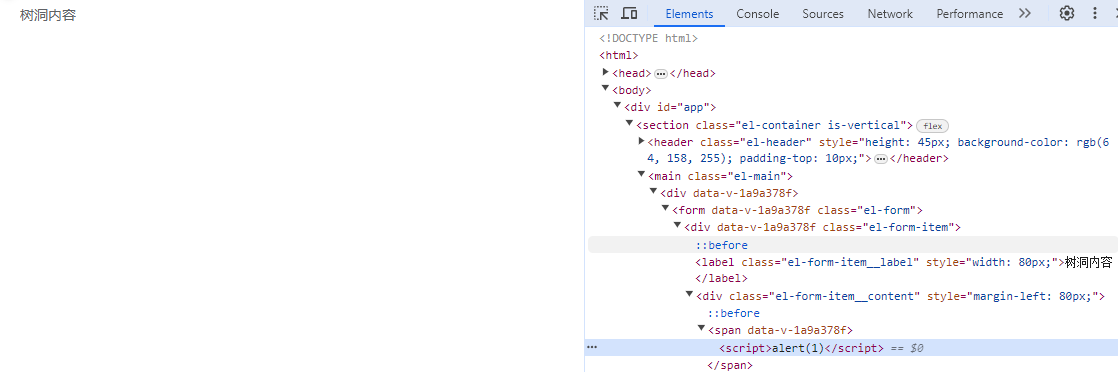 树洞内容
Elements Console Sources Network Performance
<!DOCTYPE html>
<html>
<head> … </head>
<body>
<div id="app">
<section class="el-container is-vertical"> flex
<header class="el-header" style="height: 45px; background-color: rgb(6
4, 158, 255); padding-top: 10px;"> … </header>
<main class="el-main">
<div data-v-1a9a378f>
<form data-v-1a9a378f class="el-form">
<div data-v-1a9a378f class="el-form-item">
::before
<label class="el-form-item__label" style="width: 80px;">树洞内容
</label>
<div class="el-form-item__content" style="margin-left: 80px;">
::before
<span data-v-1a9a378f>
<script>alert(1)</script> == $0
</span>